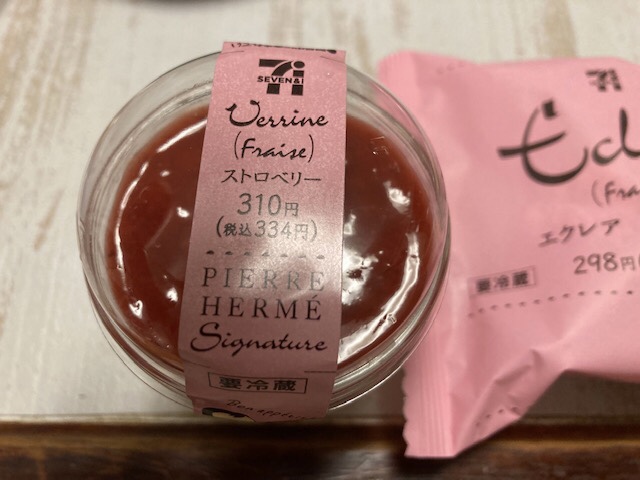 7i
SEVEN&I
Verrine
(Fraise)
ストロベリー
310円
(税込334円)
PIERRE
HERMÉ
Signature
要冷蔵
Bon appétit
7i
(Fra
エクレア
298円
要冷蔵